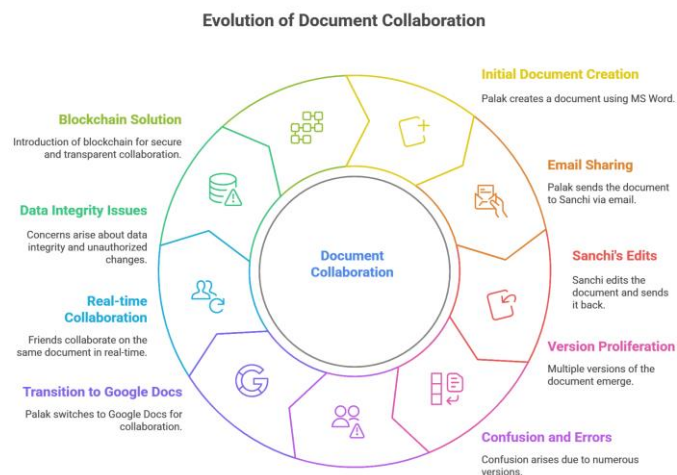 Evolution of Document Collaboration
Initial Document Creation
Palak creates a document using MS Word.
Email Sharing
Palak sends the document
to Sanchi via email.
Sanchi's Edits
Sanchi edits the
document and sends
it back.
Version Proliferation
Multiple versions of the
document emerge.
Confusion and Errors
Confusion arises due to numerous
versions.
Transition to Google Docs
Palak switches to Google Docs for
collaboration.
Real-time
Collaboration
Friends collaborate on the
same document in real-time.
Data Integrity Issues
Concerns arise about data
integrity and unauthorized
changes.
Blockchain Solution
Introduction of blockchain for secure
and transparent collaboration.
Document
Collaboration